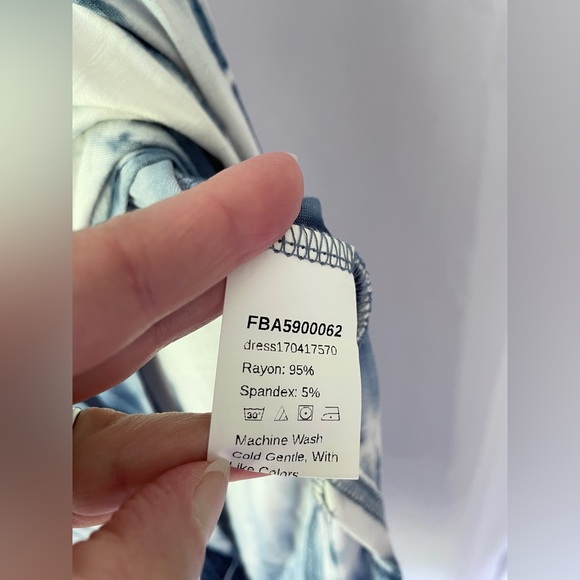 FBA5900062
dress170417570
Rayon: 95%
Spandex: 5%
30°
Machine Wash
Cold Gentle, With
Like Colors